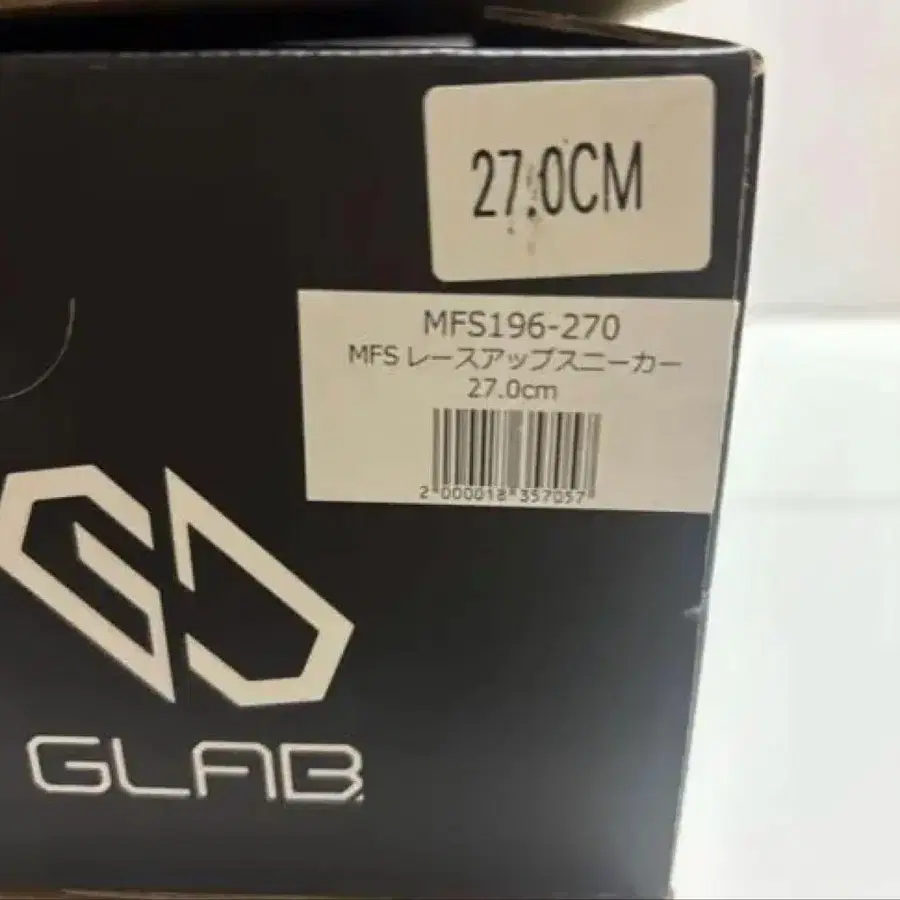 27.0CM
MFS196-270
MFS レースアップスニーカー
27.0cm
2 000018 357057
GLAB.